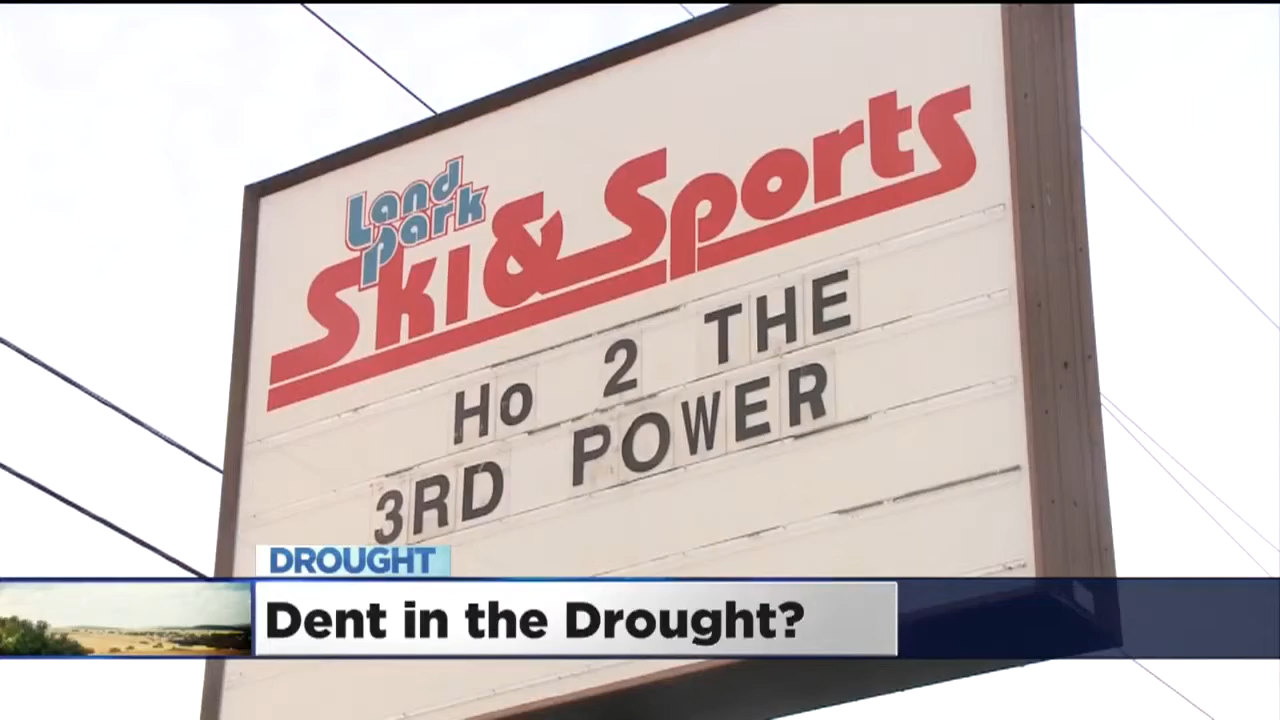 Land
park
Ski & Sports
Ho 2 THE
3RD POWER
DROUGHT
Dent in the Drought?